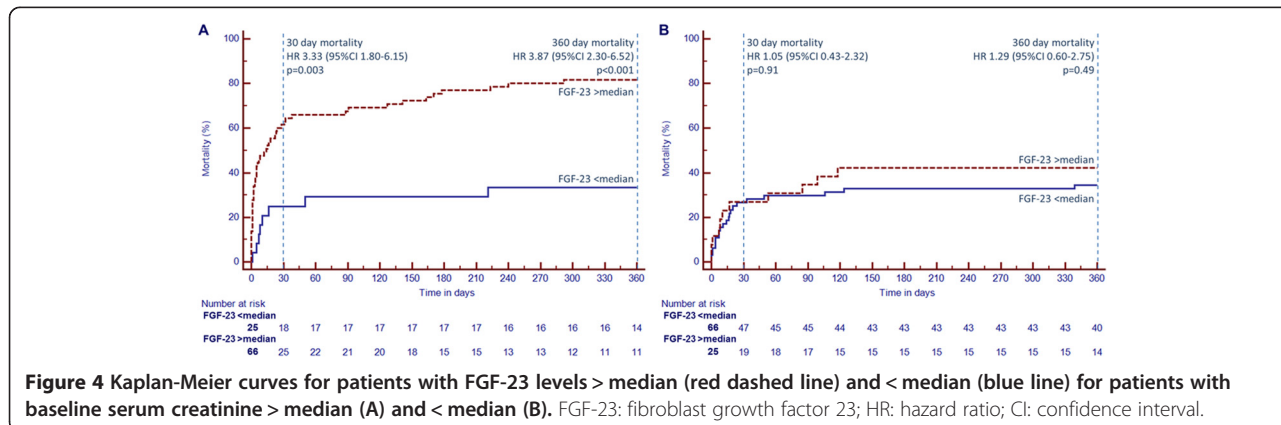 A
30 day mortality
HR 3.33 (95%CI 1.80-6.15)
p=0.003
360 day mortality
HR 3.87 (95%CI 2.30-6.52)
p<0.001
FGF-23 >median
FGF-23 <median
Mortality (%)
100
80
60
40
20
0
0 30 60 90 120 150 180 210 240 270 300 330 360
Time in days
Number at risk
FGF-23 <median
25 18 17 17 17 17 17 17 16 16 16 16 14
FGF-23 >median
66 25 22 21 20 18 15 15 13 13 12 11 11
B
30 day mortality
HR 1.05 (95%CI 0.43-2.32)
p=0.91
360 day mortality
HR 1.29 (95%CI 0.60-2.75)
p=0.49
FGF-23 >median
FGF-23 <median
Mortality (%)
100
80
60
40
20
0
0 30 60 90 120 150 180 210 240 270 300 330 360
Time in days
Number at risk
FGF-23 <median
66 47 45 45 44 43 43 43 43 43 43 43 40
FGF-23 >median
25 19 18 17 15 15 15 15 15 15 15 15 14
Figure 4 Kaplan-Meier curves for patients with FGF-23 levels > median (red dashed line) and < median (blue line) for patients with
baseline serum creatinine > median (A) and < median (B). FGF-23: fibroblast growth factor 23; HR: hazard ratio; CI: confidence interval.